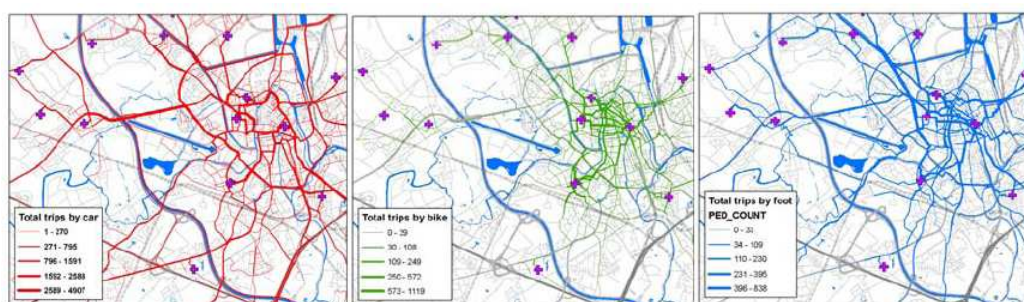 Total trips by car
1 - 270
271 - 795
796 - 1591
1592 - 2588
2589 - 4907
Total trips by bike
0 - 29
30 - 108
109 - 249
250 - 572
573 - 1119
Total trips by foot
PED_COUNT
0 - 33
34 - 109
110 - 230
231 - 395
396 - 838